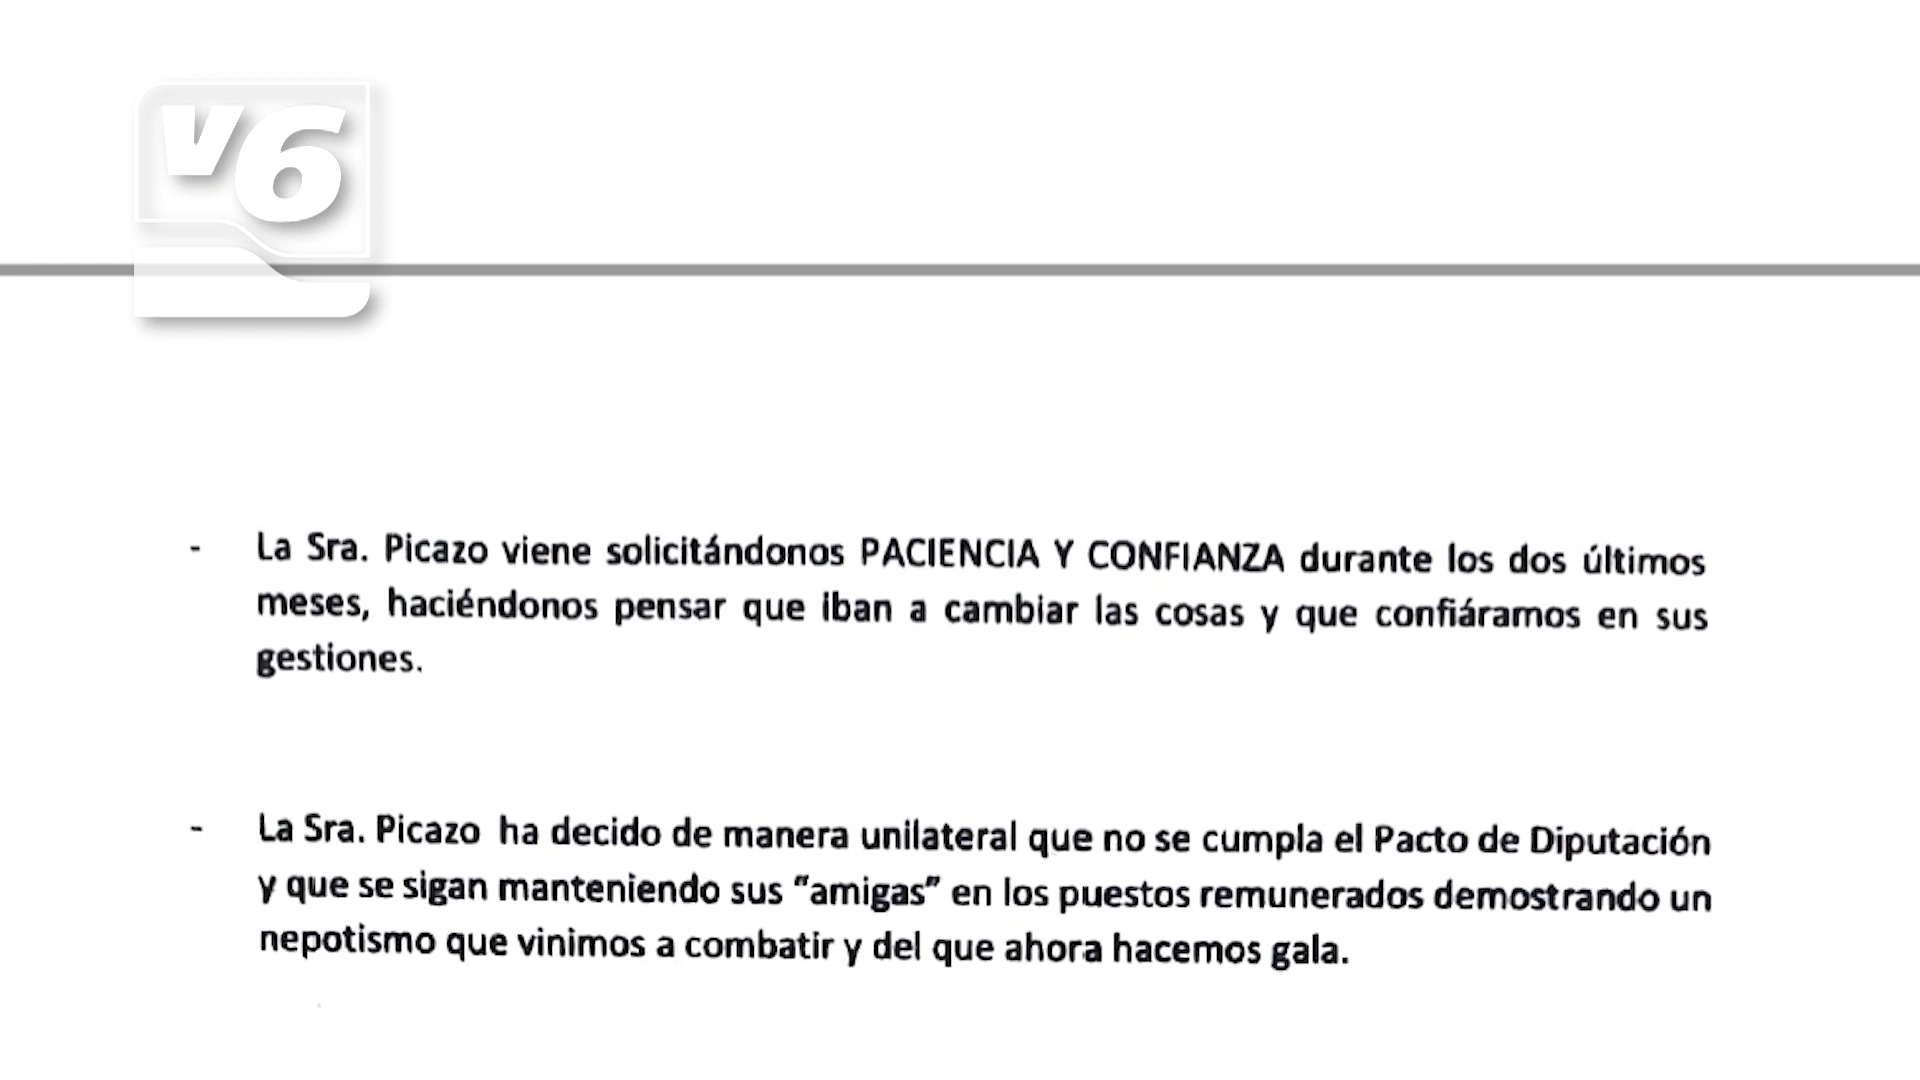 v6
- La Sra. Picazo viene solicitándonos PACIENCIA Y CONFIANZA durante los dos últimos
meses, haciéndonos pensar que iban a cambiar las cosas y que confiáramos en sus
gestiones.
- La Sra. Picazo ha decido de manera unilateral que no se cumpla el Pacto de Diputación
y que se sigan manteniendo sus “amigas” en los puestos remunerados demostrando un
nepotismo que vinimos a combatir y del que ahora hacemos gala.